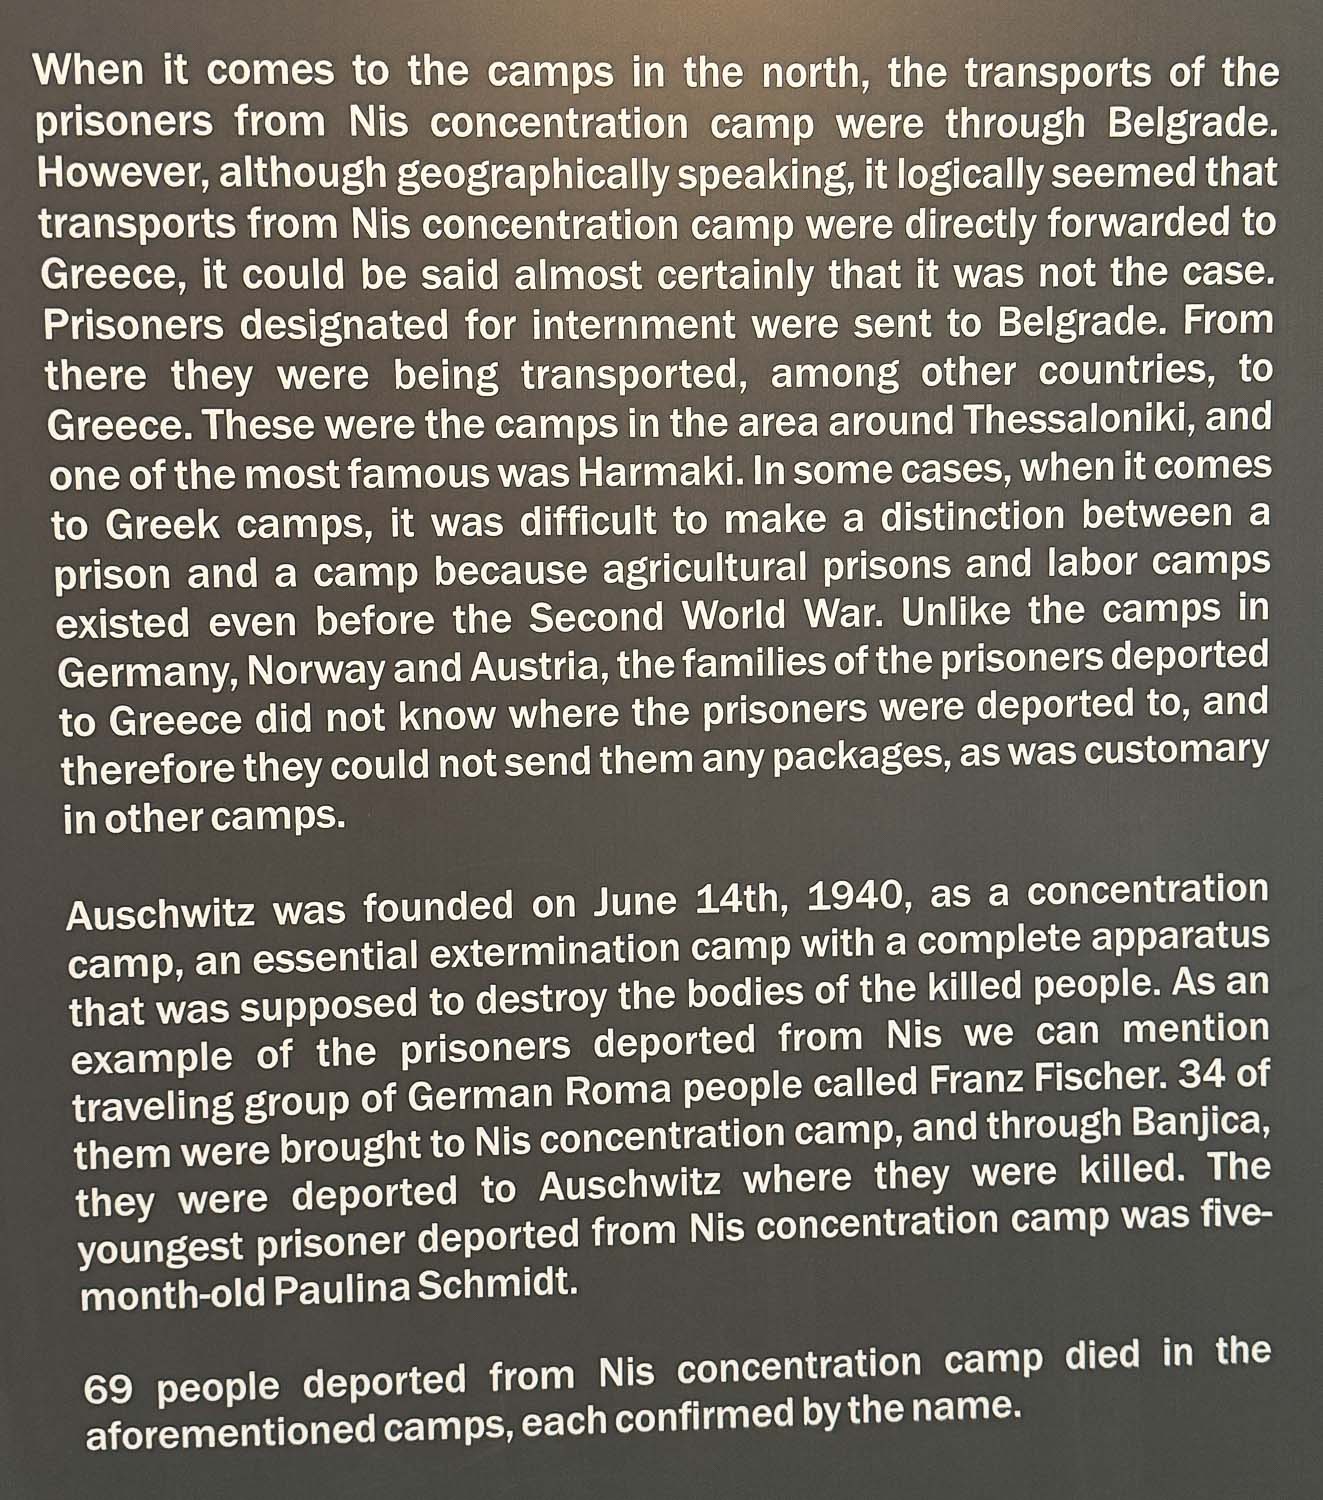 When it comes to the camps in the north, the transports of the
prisoners from Nis concentration camp were through Belgrade.
However, although geographically speaking, it logically seemed that
transports from Nis concentration camp were directly forwarded to
Greece, it could be said almost certainly that it was not the case.
Prisoners designated for internment were sent to Belgrade. From
there they were being transported, among other countries, to
Greece. These were the camps in the area around Thessaloniki, and
one of the most famous was Harmaki. In some cases, when it comes
to Greek camps, it was difficult to make a distinction between a
prison and a camp because agricultural prisons and labor camps
existed even before the Second World War. Unlike the camps in
Germany, Norway and Austria, the families of the prisoners deported
to Greece did not know where the prisoners were deported to, and
therefore they could not send them any packages, as was customary
in other camps.

Auschwitz was founded on June 14th, 1940, as a concentration
camp, an essential extermination camp with a complete apparatus
that was supposed to destroy the bodies of the killed people. As an
example of the prisoners deported from Nis we can mention
traveling group of German Roma people called Franz Fischer. 34 of
them were brought to Nis concentration camp, and through Banjica,
they were deported to Auschwitz where they were killed. The
youngest prisoner deported from Nis concentration camp was five-
month-old Paulina Schmidt.

69 people deported from Nis concentration camp died in the
aforementioned camps, each confirmed by the name.